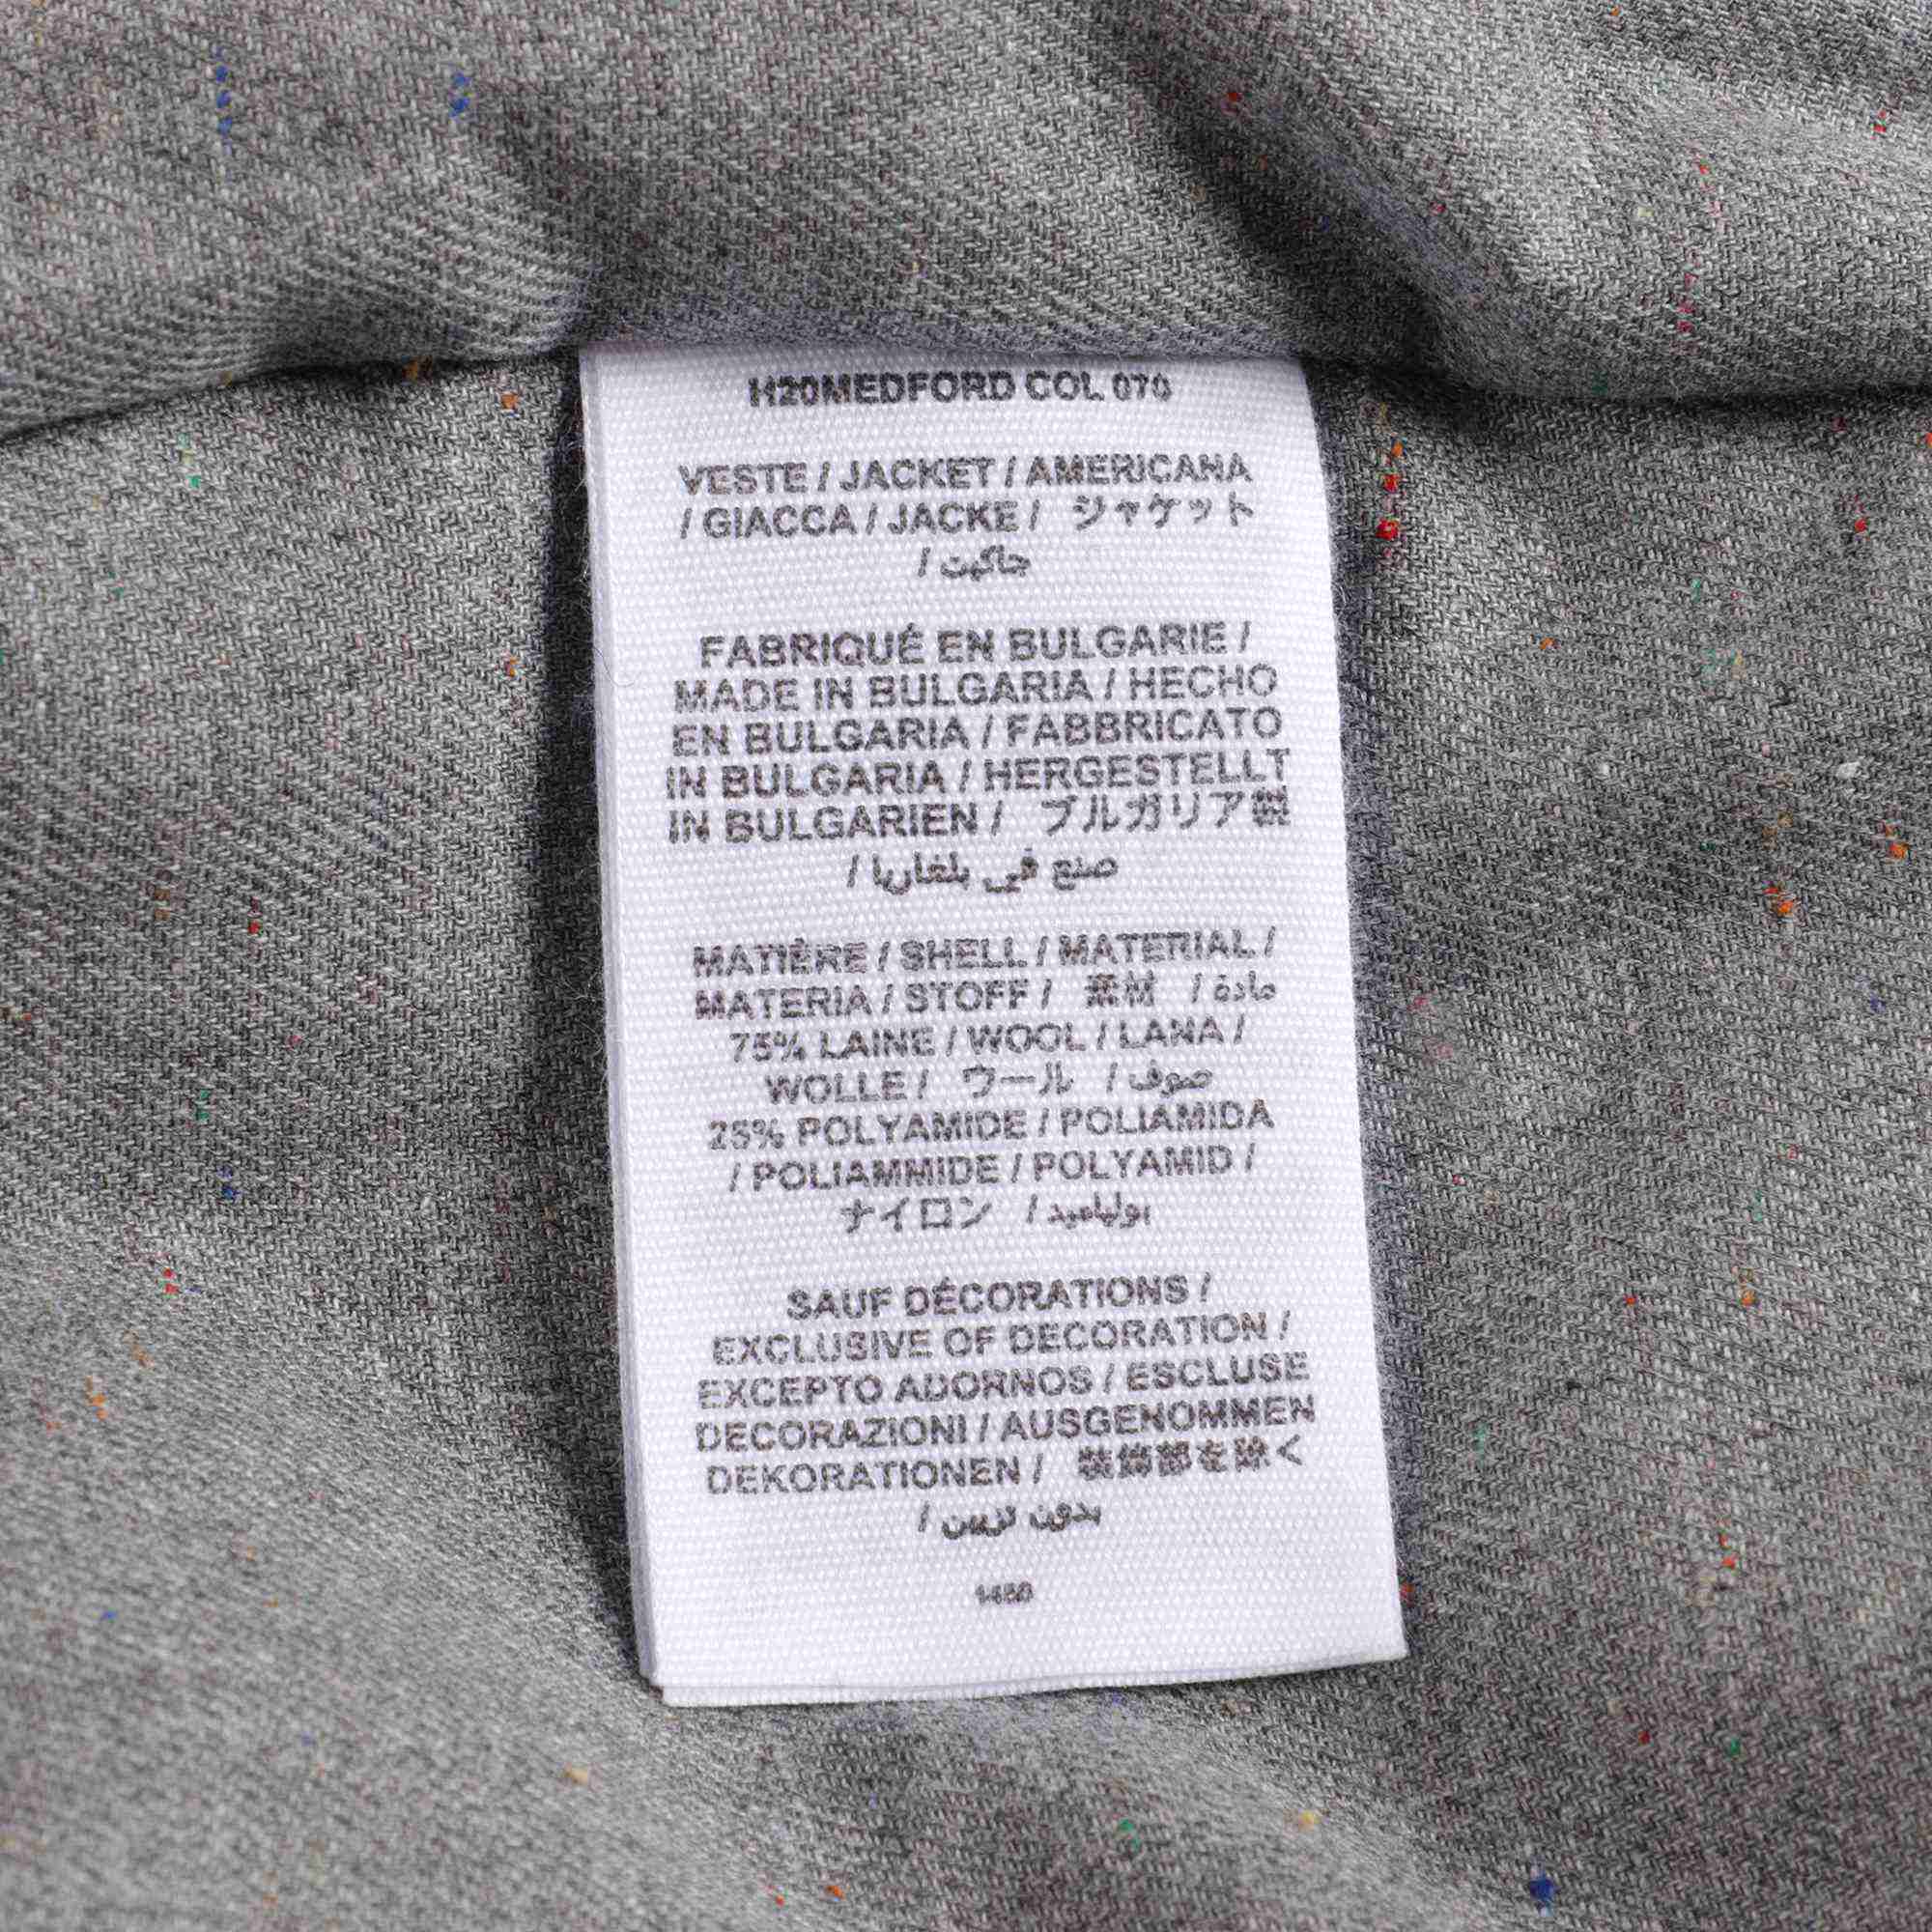 H20MEDFORD COL 070
VESTE / JACKET / AMERICANA
/ GIACCA / JACKE / ジャケット
جاكيت /
FABRIQUÉ EN BULGARIE /
MADE IN BULGARIA / HECHO
EN BULGARIA / FABBRICATO
IN BULGARIA / HERGESTELLT
IN BULGARIEN / ブルガリア製
صنع في بلغاريا /
MATIÈRE / SHELL / MATERIAL /
MATERIA / STOFF / 素材 / مادة
75% LAINE / WOOL / LANA /
WOLLE / ウール / صوف
25% POLYAMIDE / POLIAMIDA
/ POLIAMMIDE / POLYAMID /
ナイロン / بولياميد
SAUF DÉCORATIONS /
EXCLUSIVE OF DECORATION /
EXCEPTO ADORNOS / ESCLUSE
DECORAZIONI / AUSGENOMMEN
DEKORATIONEN / 装飾部を除く
بدون تزيين /
1450